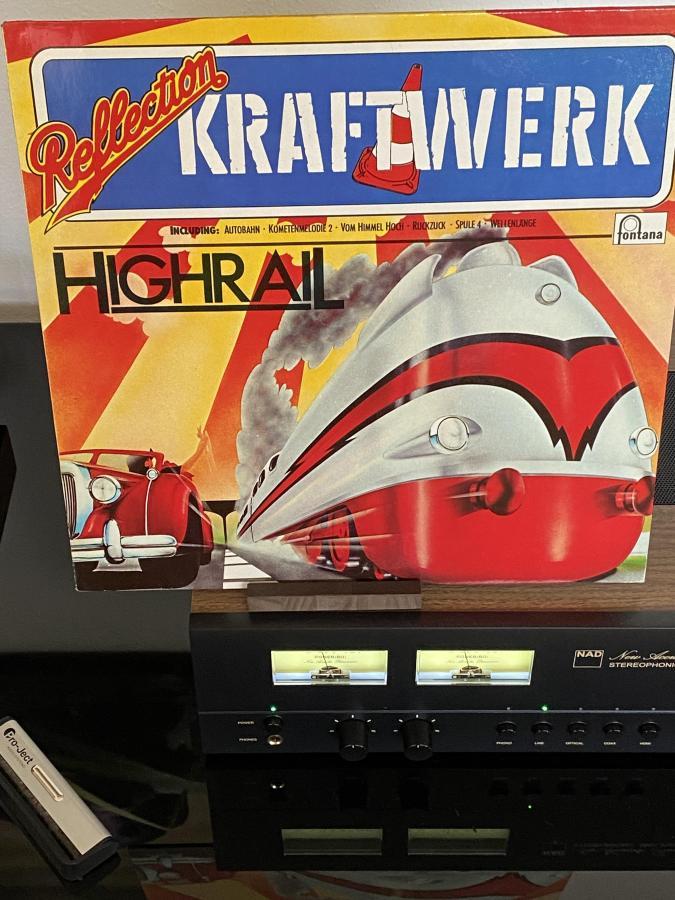 Reflection
KRAFTWERK
INCLUDING: AUTOBAHN · KOMETENMELODIE 2 · VOM HIMMEL HOCH · RUCKZUCK · SPULE 4 · WELLENLÄNGE
fontana
HIGHRAIL
NAD
STEREOPHONI
POWER
PHONES
PHONO
LINE
OPTICAL
COAX
HDMI
Pro-Ject